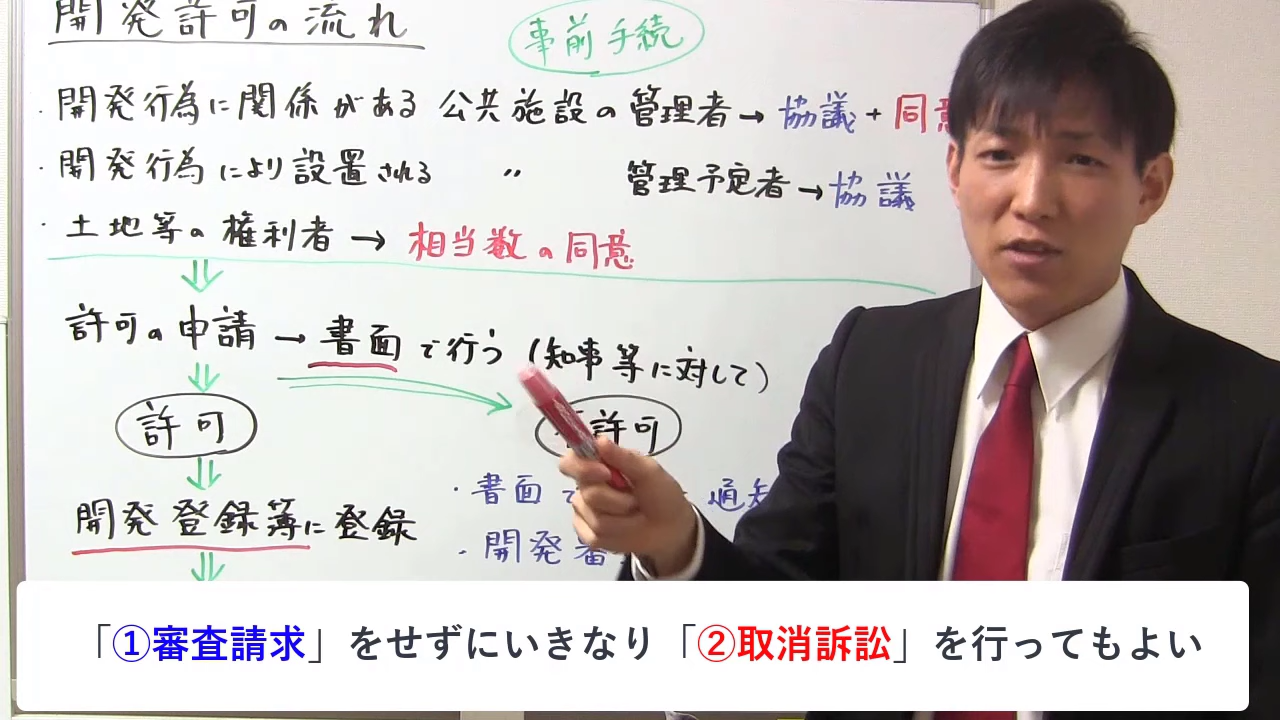 開発許可の流れ
事前手続
・開発行為に関係がある 公共施設の管理者→協議+同意
・開発行為により設置される 〃 管理予定者→協議
・土地等の権利者→相当数の同意
許可の申請→書面で行う(知事等に対して)
許可
許可
開発登録簿に登録
・書面で 通知
・開発審
「①審査請求」をせずにいきなり「②取消訴訟」を行ってもよい